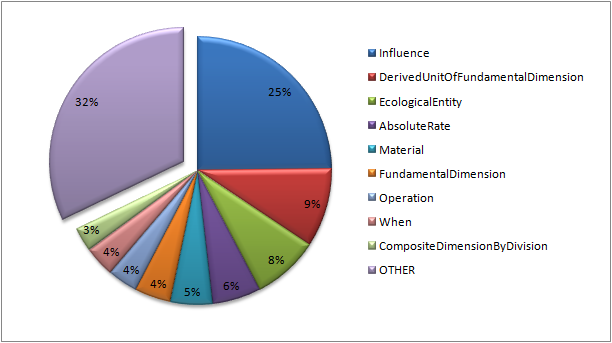 32%
25%
9%
8%
6%
5%
4%
4%
4%
3%
Influence
DerivedUnitOfFundamentalDimension
EcologicalEntity
AbsoluteRate
Material
FundamentalDimension
Operation
When
CompositeDimensionByDivision
OTHER